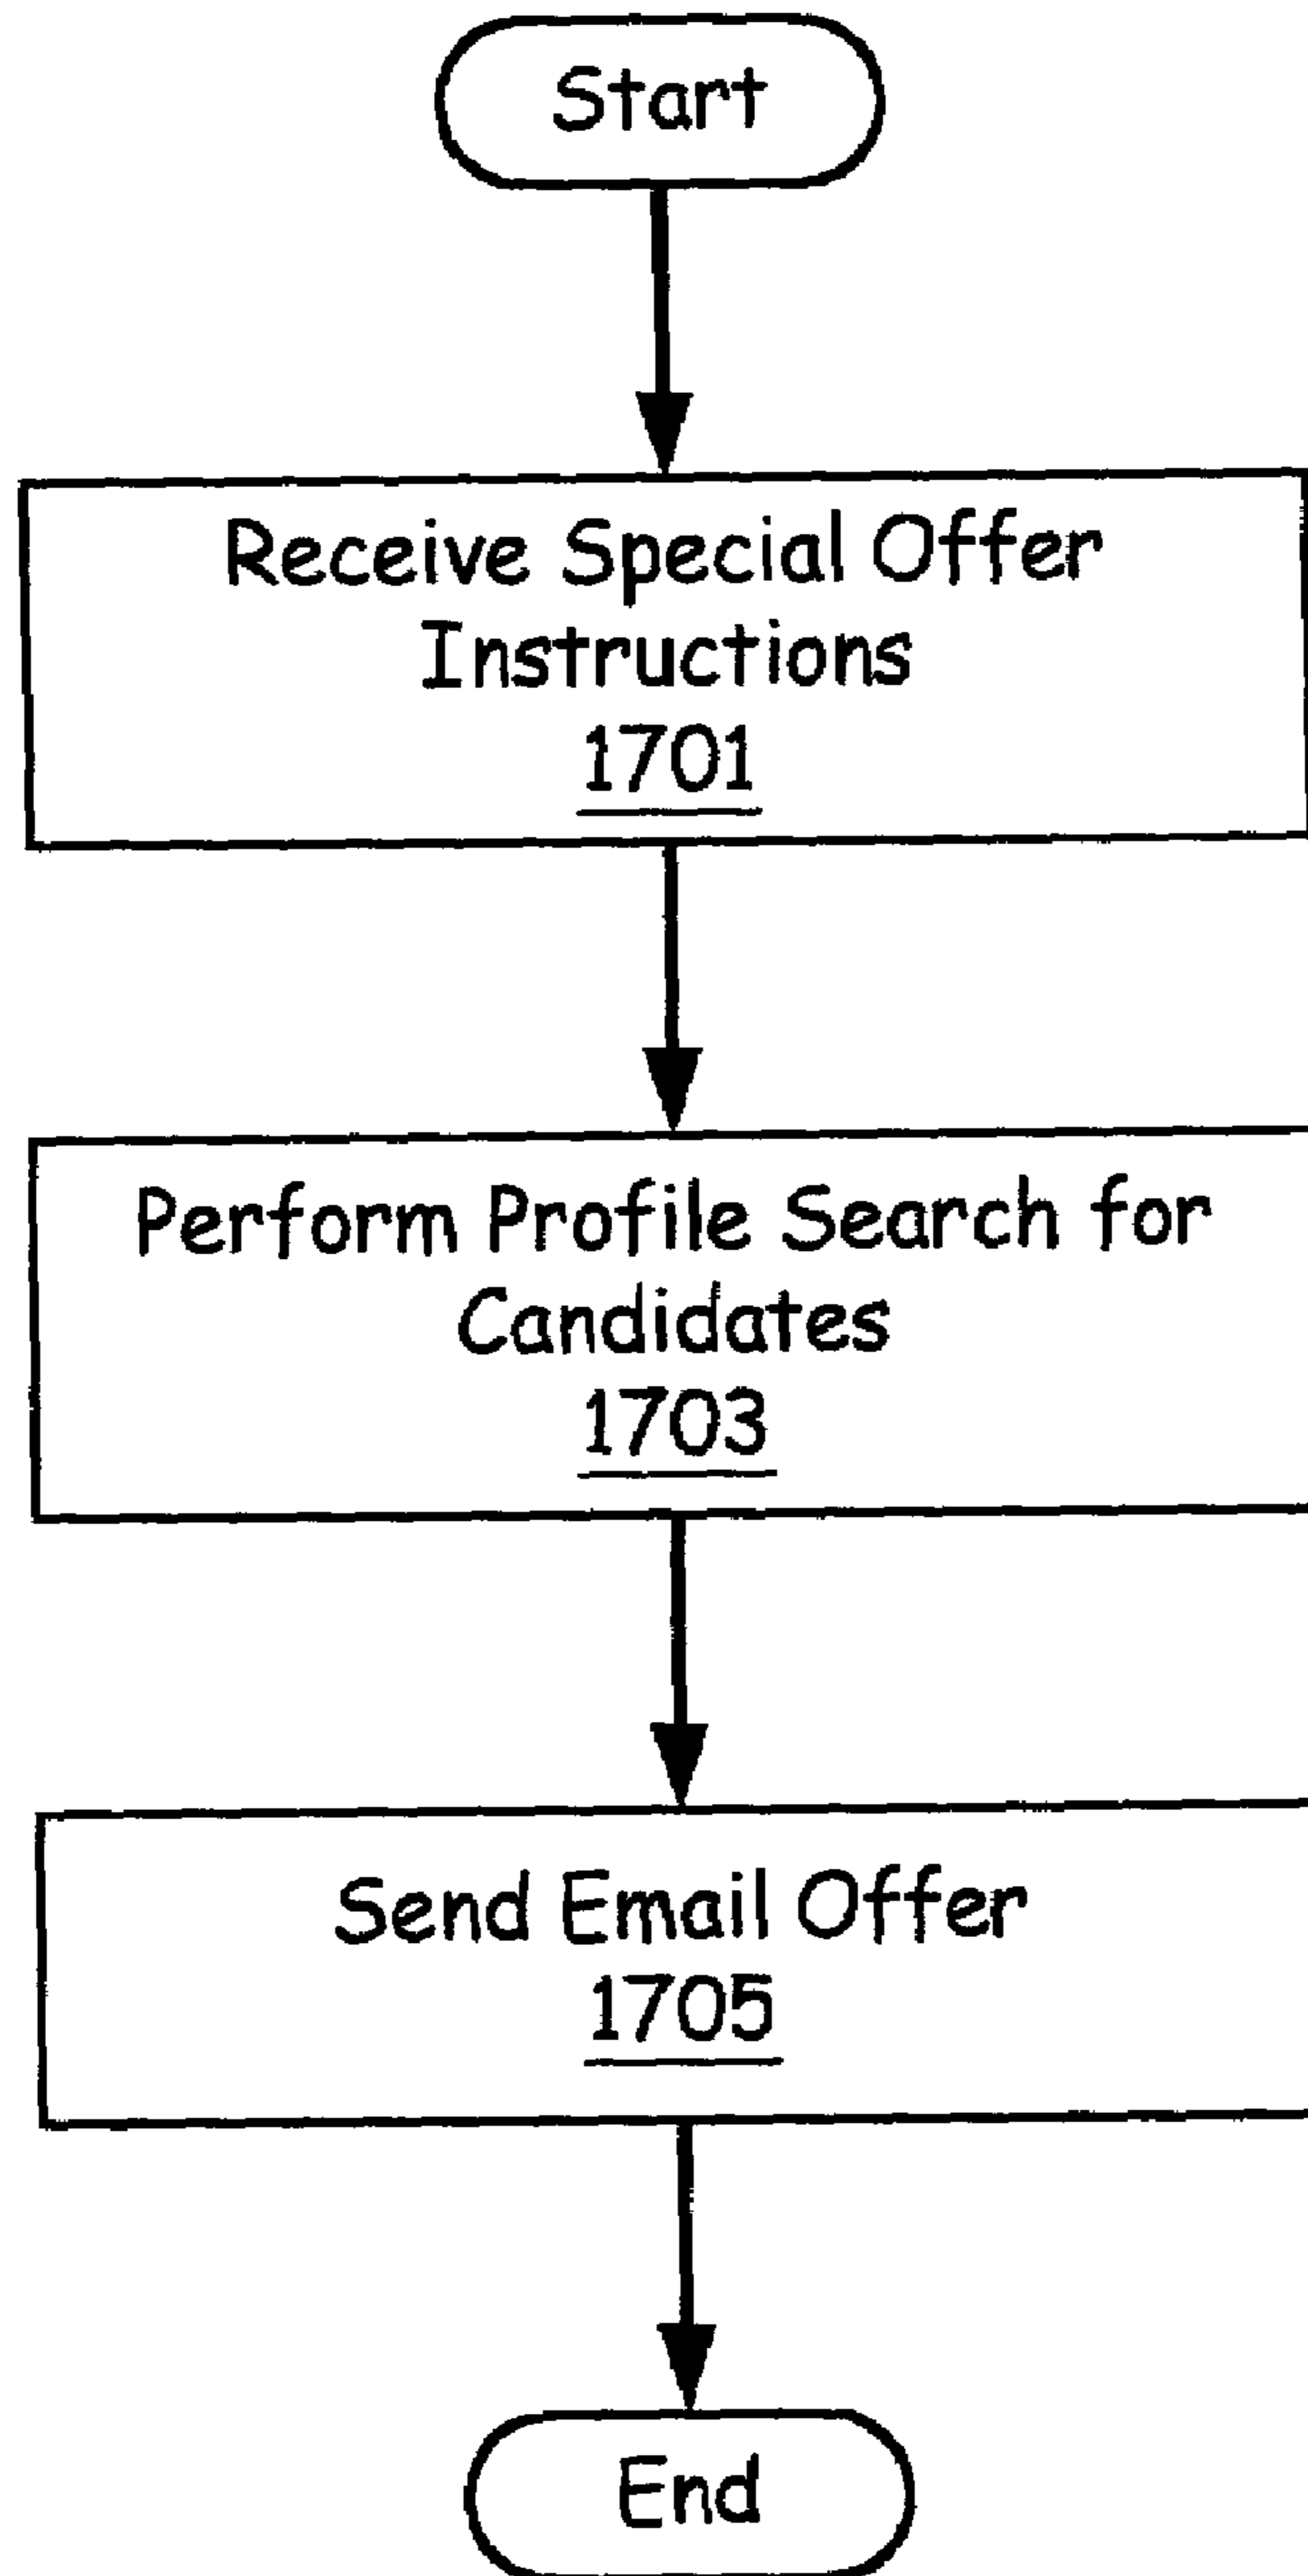 Start
Receive Special Offer
Instructions
1701
Perform Profile Search for
Candidates
1703
Send Email Offer
1705
End